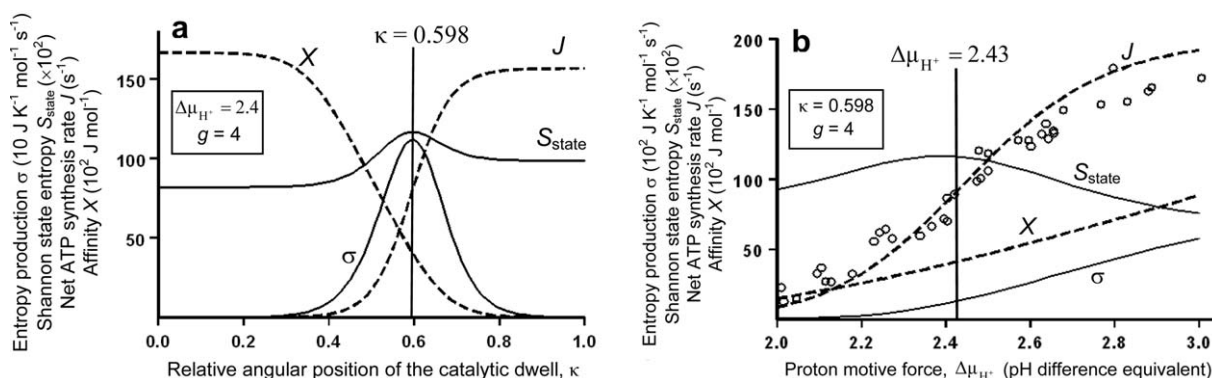 Entropy production σ (10 J K⁻¹ mol⁻¹ s⁻¹)
Shannon state entropy S_state (×10²)
Net ATP synthesis rate J (s⁻¹)
Affinity X (10² J mol⁻¹)
a
κ = 0.598
X
J
Δμ_H⁺ = 2.4
g = 4
S_state
σ
150
100
50
0.0 0.2 0.4 0.6 0.8 1.0
Relative angular position of the catalytic dwell, κ
Entropy production σ (10² J K⁻¹ mol⁻¹ s⁻¹)
Shannon state entropy S_state (×10²)
Net ATP synthesis rate J (s⁻¹)
Affinity X (10² J mol⁻¹)
b
Δμ_H⁺ = 2.43
J
κ = 0.598
g = 4
S_state
X
σ
200
150
100
50
2.0 2.2 2.4 2.6 2.8 3.0
Proton motive force, Δμ_H⁺ (pH difference equivalent)